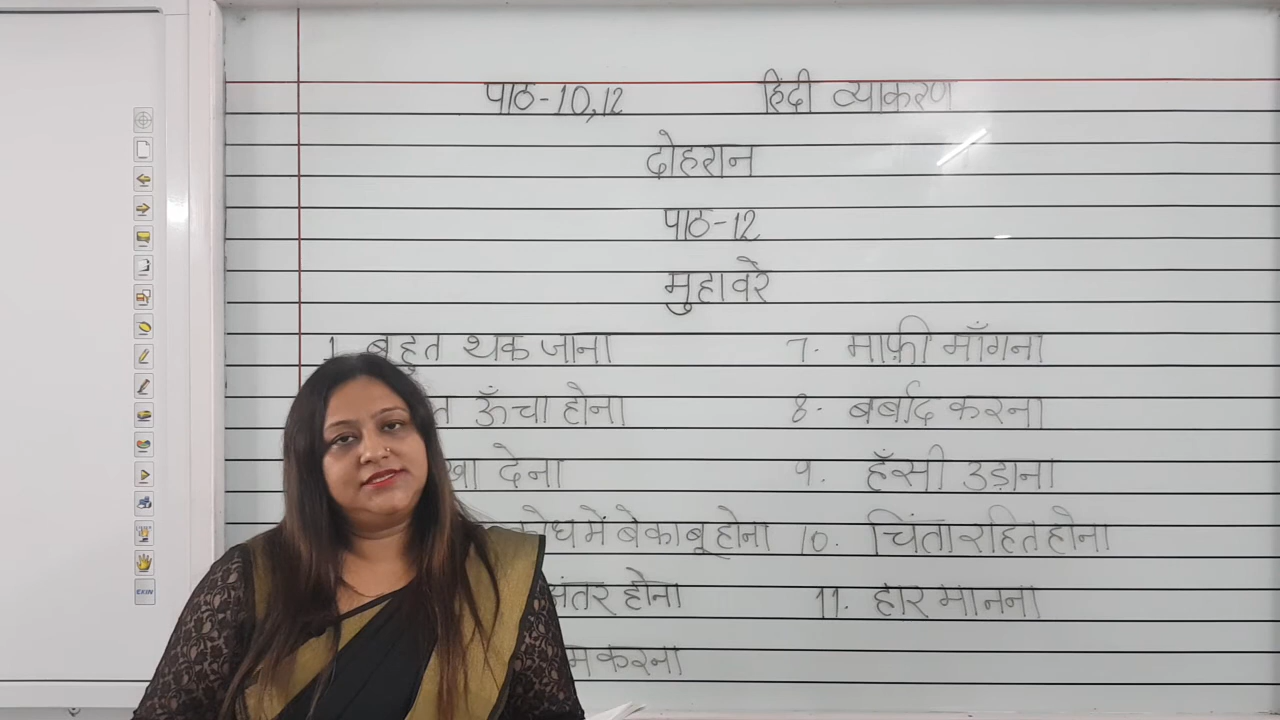 पाठ-10,12 हिंदी व्याकरण
दोहरान
पाठ-12
मुहावरे
1. बहुत थक जाना 7. माफ़ी माँगना
ऊँचा होना 8. बर्बाद करना
देना 9. हँसी उड़ाना
में बेकाबू होना 10. चिंता रहित होना
होना 11. हार मानना
करना